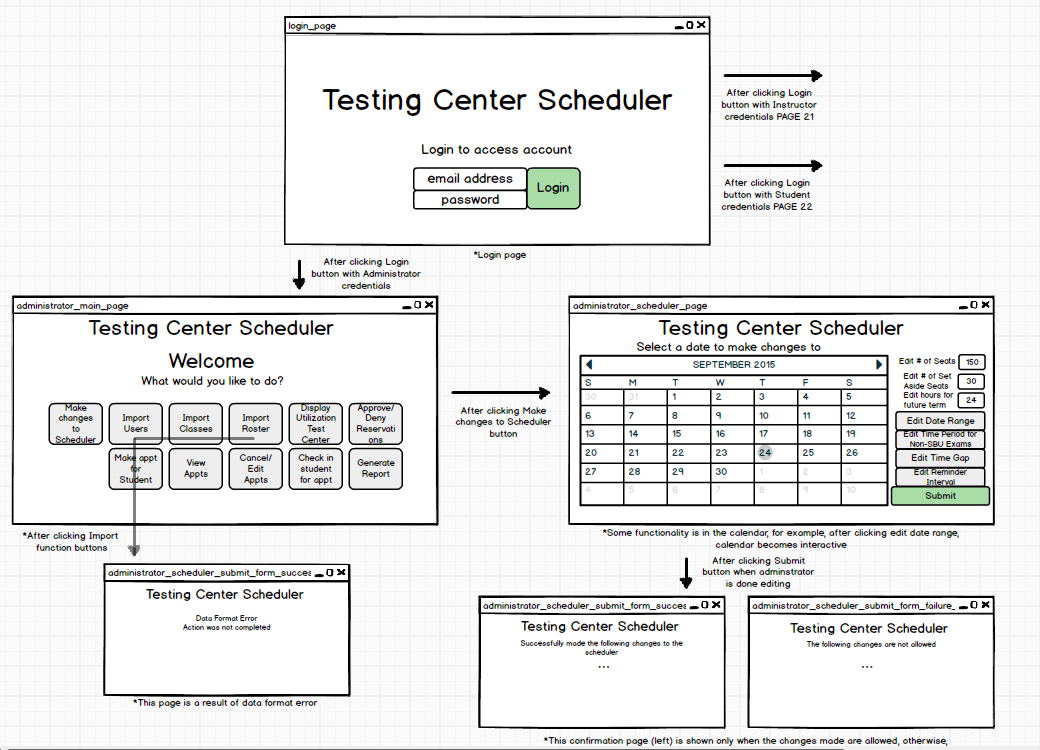 login_page
Testing Center Scheduler
Login to access account
email address
password
Login
*Login page
After clicking Login
button with Instructor
credentials PAGE 21
After clicking Login
button with Student
credentials PAGE 22
After clicking Login
button with Administrator
credentials
administrator_main_page
Testing Center Scheduler
Welcome
What would you like to do?
Make
changes
to
Scheduler
Import
Users
Import
Classes
Import
Roster
Display
Utilization
Test
Center
Approve/
Deny
Reservati
ons
Make appt
for
Student
View
Appts
Cancel/
Edit
Appts
Check in
student
for appt
Generate
Report
*After clicking Import
function buttons
After clicking Make
changes to Scheduler
button
administrator_scheduler_page
Testing Center Scheduler
Select a date to make changes to
SEPTEMBER 2015
S M T W T F S
30 31 1 2 3 4 5
6 7 8 9 10 11 12
13 14 15 16 17 18 19
20 21 22 23 24 25 26
27 28 29 30 1 2 3
4 5 6 7 8 9 10
Edit # of Seats 150
Edit # of Set
Aside Seats
30
Edit hours for
future term
24
Edit Date Range
Edit Time Period for
Non-SBU Exams
Edit Time Gap
Edit Reminder
Interval
Submit
*Some functionality is in the calendar, for example, after clicking edit date range,
calendar becomes interactive
After clicking Submit
button when adminstrator
is done editing
administrator_scheduler_submit_form_succes
Testing Center Scheduler
Data Format Error
Action was not completed
*This page is a result of data format error
administrator_scheduler_submit_form_succes
Testing Center Scheduler
Successfully made the following changes to the
scheduler
...
administrator_scheduler_submit_form_failure_
Testing Center Scheduler
The following changes are not allowed
...
*This confirmation page (left) is shown only when the changes made are allowed, otherwise,